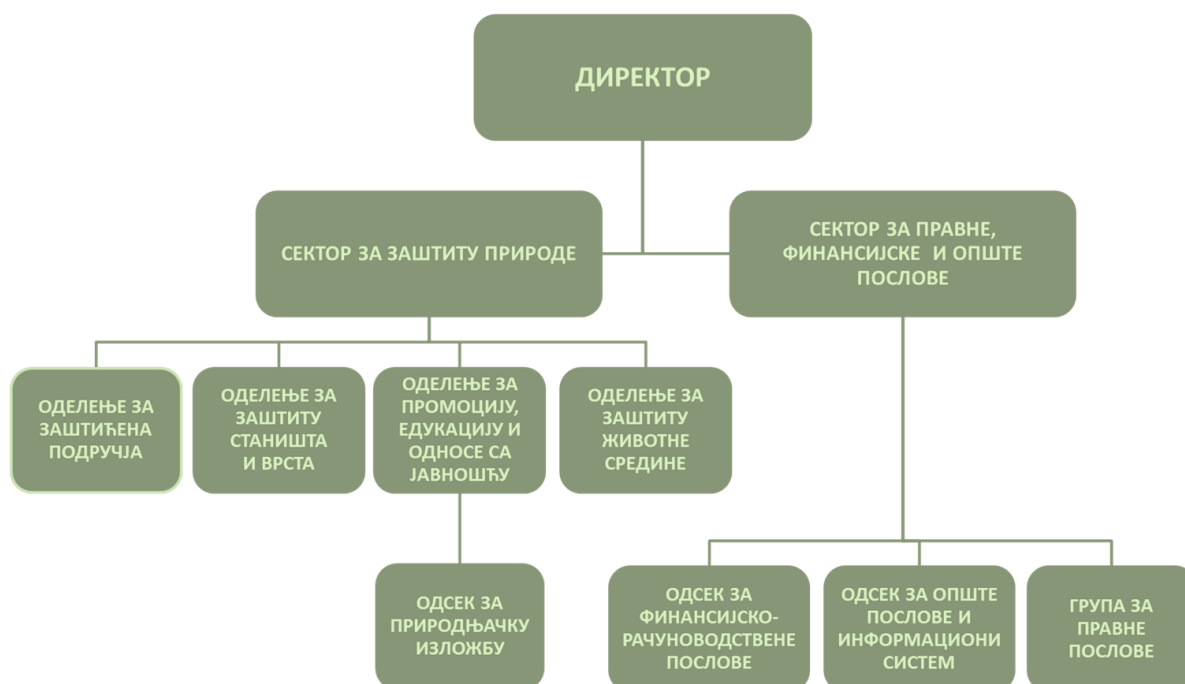 ДИРЕКТОР
СЕКТОР ЗА ЗАШТИТУ ПРИРОДЕ
СЕКТОР ЗА ПРАВНЕ,
ФИНАНСИЈСКЕ И ОПШТЕ
ПОСЛОВЕ
ОДЕЛЕЊЕ ЗА
ЗАШТИЋЕНА
ПОДРУЧЈА
ОДЕЛЕЊЕ ЗА
ЗАШТИТУ
СТАНИШТА
И ВРСТА
ОДЕЛЕЊЕ ЗА
ПРОМОЦИЈУ,
ЕДУКАЦИЈУ И
ОДНОСЕ СА
ЈАВНОШЋУ
ОДЕЛЕЊЕ ЗА
ЗАШТИТУ
ЖИВОТНЕ
СРЕДИНЕ
ОДСЕК ЗА
ПРИРОДЊАЧКУ
ИЗЛОЖБУ
ОДСЕК ЗА
ФИНАНСИЈСКО-
РАЧУНОВОДСТВЕНЕ
ПОСЛОВЕ
ОДСЕК ЗА ОПШТЕ
ПОСЛОВЕ И
ИНФОРМАЦИОНИ
СИСТЕМ
ГРУПА ЗА
ПРАВНЕ
ПОСЛОВЕ